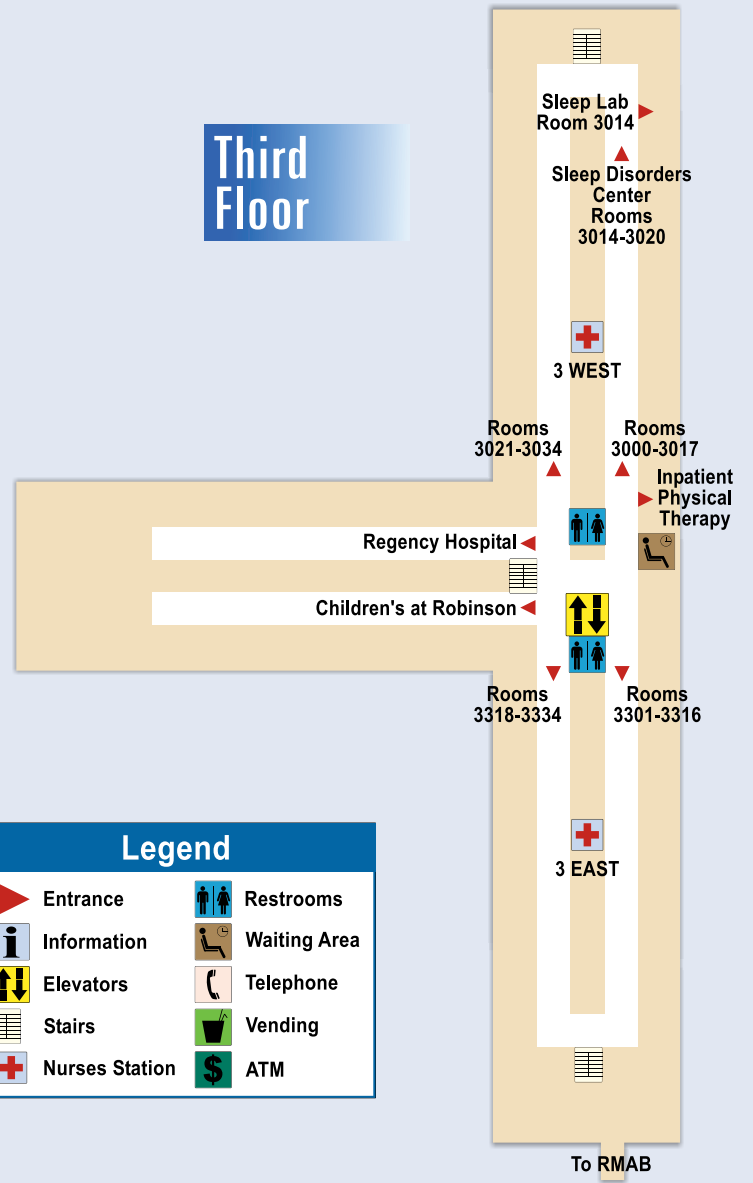 Third
Floor
Sleep Lab
Room 3014
Sleep Disorders
Center
Rooms
3014-3020
3 WEST
Rooms
3021-3034
Rooms
3000-3017
Inpatient
Physical
Therapy
Regency Hospital
Children's at Robinson
Rooms
3318-3334
Rooms
3301-3316
3 EAST
To RMAB
Legend
Entrance
Restrooms
i
Information
Waiting Area
Elevators
Telephone
Stairs
Vending
Nurses Station
$
ATM